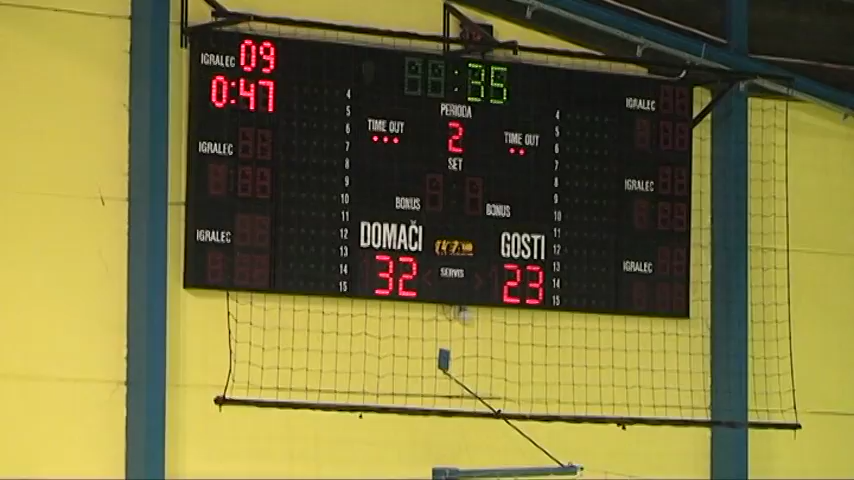 IGRALEC 09
0:47
:35
PERIODA
2
TIME OUT
TIME OUT
SET
BONUS
BONUS
DOMAČI
GOSTI
32
SERVIS
23
IGRALEC
IGRALEC
4
5
6
7
8
9
10
11
12
13
14
15
4
5
6
7
8
9
10
11
12
13
14
15
IGRALEC
IGRALEC
IGRALEC